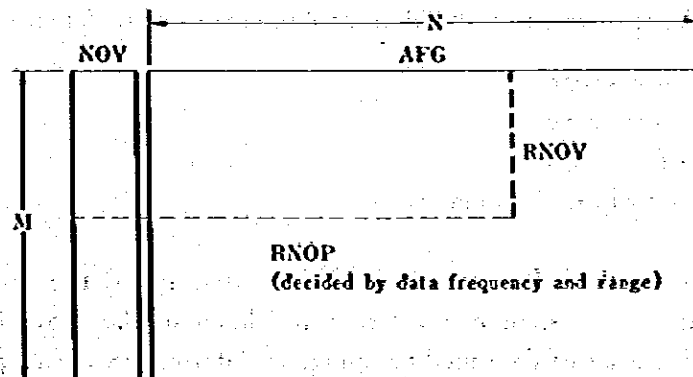 N
NOV AFG
RNOV
M
RNOP
(decided by data frequency and range)